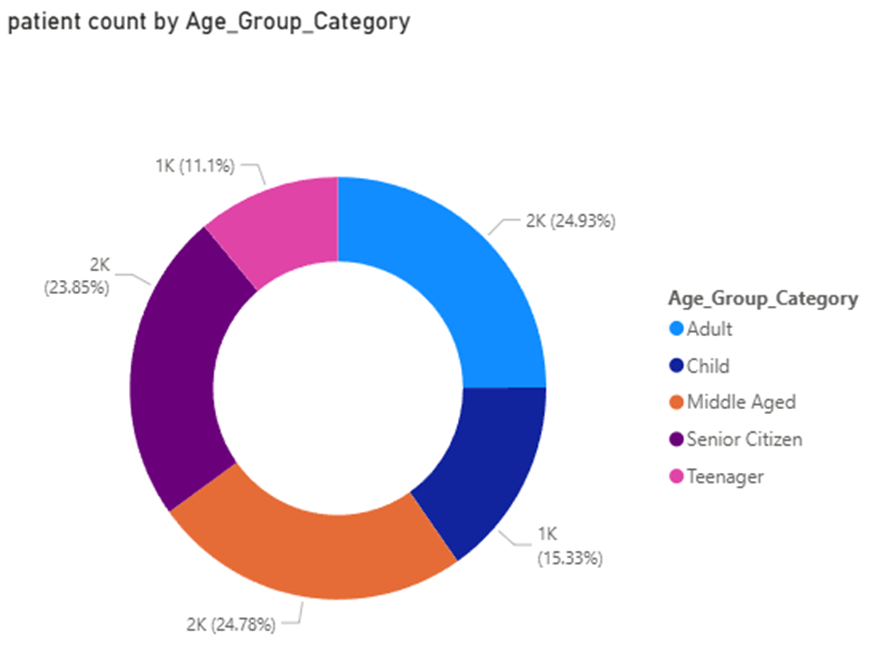 patient count by Age_Group_Category
1K (11.1%)
2K (24.93%)
2K
(23.85%)
Age_Group_Category
Adult
Child
Middle Aged
Senior Citizen
Teenager
1K
(15.33%)
2K (24.78%)